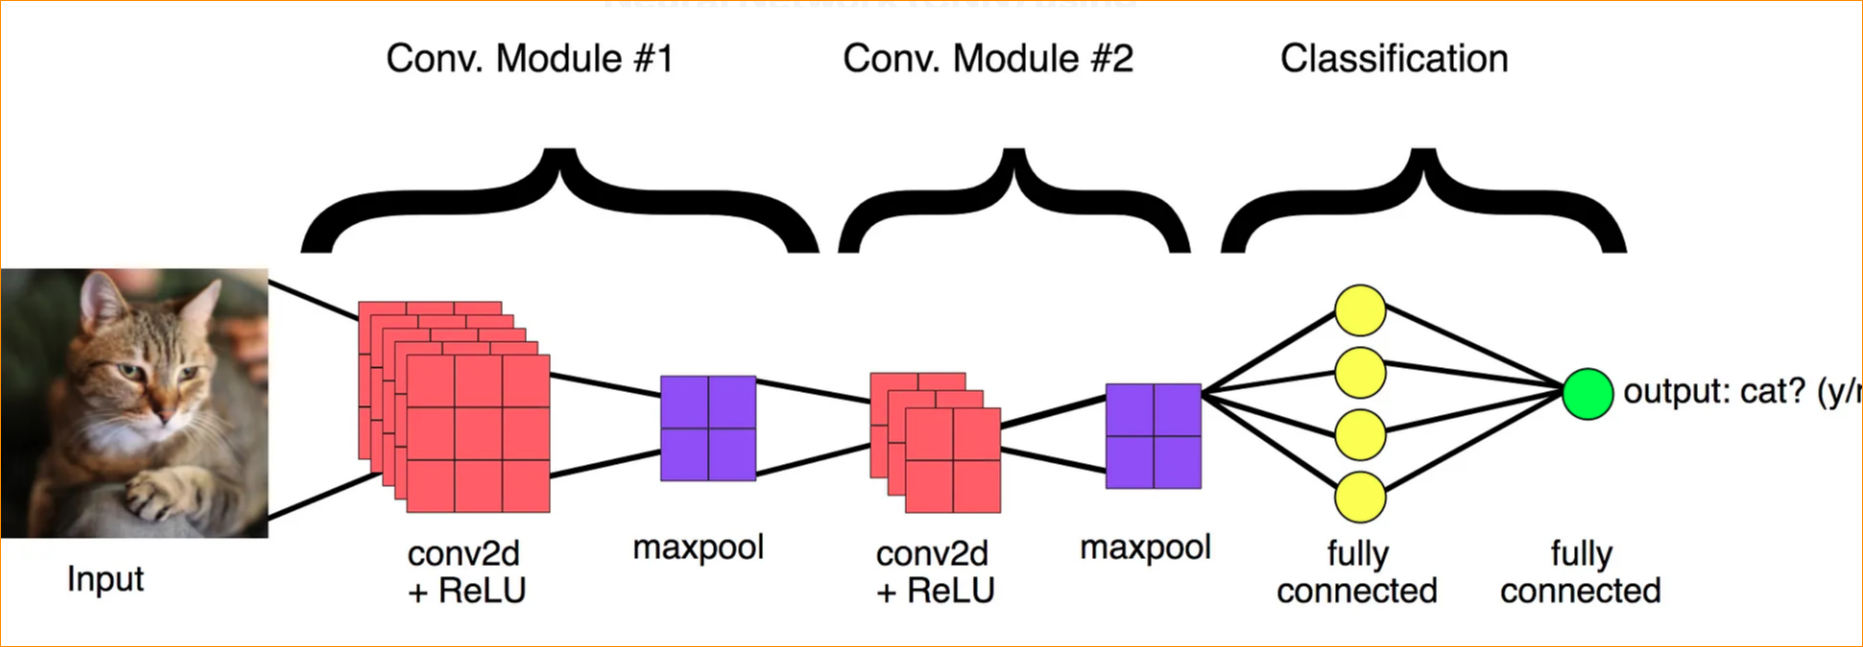 Conv. Module #1
Conv. Module #2
Classification
output: cat? (y/
Input
conv2d
+ ReLU
maxpool
conv2d
+ ReLU
maxpool
fully
connected
fully
connected